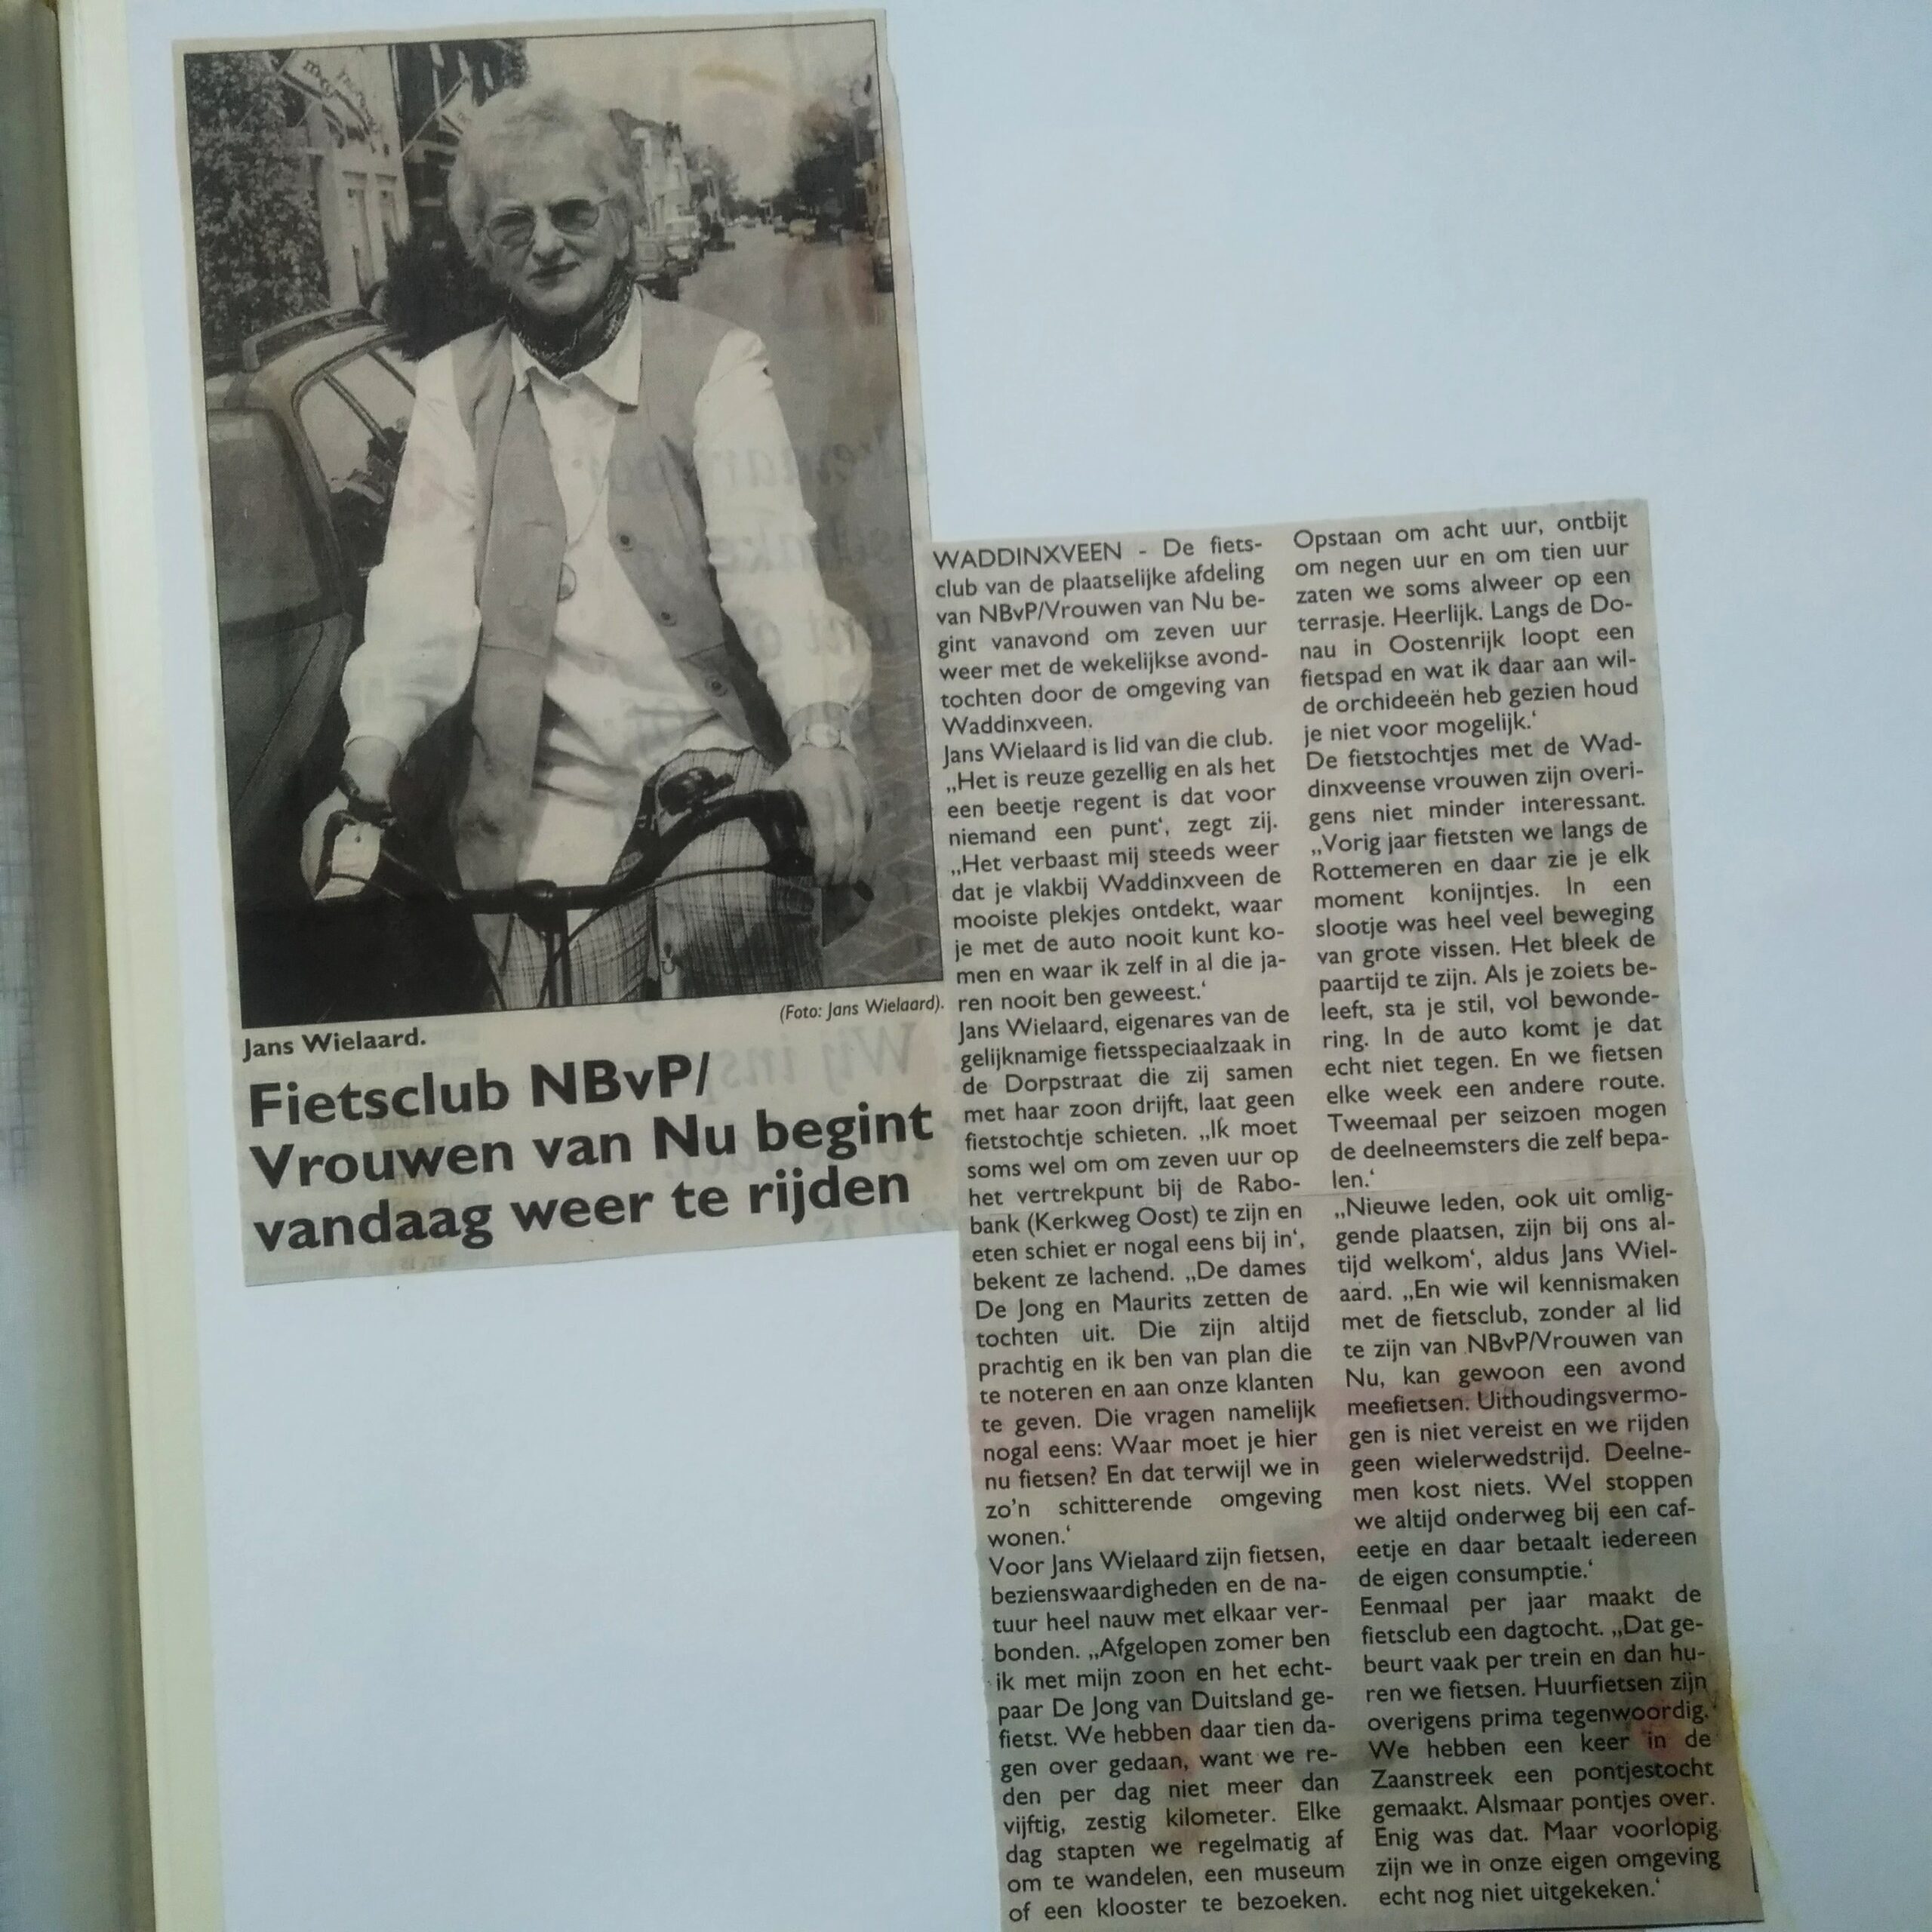 (Foto: Jans Wielaard).
Jans Wielaard.
Fietsclub NBvP/
Vrouwen van Nu begint
vandaag weer te rijden
WADDINXVEEN - De fiets-
club van de plaatselijke afdeling
van NBvP/Vrouwen van Nu be-
gint vanavond om zeven uur
weer met de wekelijkse avond-
tochten door de omgeving van
Waddinxveen.
Jans Wielaard is lid van die club.
„Het is reuze gezellig en als het
een beetje regent is dat voor
niemand een punt‘, zegt zij.
„Het verbaast mij steeds weer
dat je vlakbij Waddinxveen de
mooiste plekjes ontdekt, waar
je met de auto nooit kunt ko-
men en waar ik zelf in al die ja-
ren nooit ben geweest.‘
Jans Wielaard, eigenares van de
gelijknamige fietsspeciaalzaak in
de Dorpstraat die zij samen
met haar zoon drijft, laat geen
fietstochtje schieten. „Ik moet
soms wel om om zeven uur op
het vertrekpunt bij de Rabo-
bank (Kerkweg Oost) te zijn en
eten schiet er nogal eens bij in‘,
bekent ze lachend. „De dames
De Jong en Maurits zetten de
tochten uit. Die zijn altijd
prachtig en ik ben van plan die
te noteren en aan onze klanten
te geven. Die vragen namelijk
nogal eens: Waar moet je hier
nu fietsen? En dat terwijl we in
zo’n schitterende omgeving
wonen.‘
Voor Jans Wielaard zijn fietsen,
bezienswaardigheden en de na-
tuur heel nauw met elkaar ver-
bonden. „Afgelopen zomer ben
ik met mijn zoon en het echt-
paar De Jong van Duitsland ge-
fietst. We hebben daar tien da-
gen over gedaan, want we re-
den per dag niet meer dan
vijftig, zestig kilometer. Elke
dag stapten we regelmatig af
om te wandelen, een museum
of een klooster te bezoeken.
Opstaan om acht uur, ontbijt
om negen uur en om tien uur
zaten we soms alweer op een
terrasje. Heerlijk. Langs de Do-
nau in Oostenrijk loopt een
fietspad en wat ik daar aan wil-
de orchideeën heb gezien houd
je niet voor mogelijk.‘
De fietstochtjes met de Wad-
dinxveense vrouwen zijn overi-
gens niet minder interessant.
„Vorig jaar fietsten we langs de
Rottemeren en daar zie je elk
moment konijntjes. In een
slootje was heel veel beweging
van grote vissen. Het bleek de
paartijd te zijn. Als je zoiets be-
leeft, sta je stil, vol bewonde-
ring. In de auto komt je dat
echt niet tegen. En we fietsen
elke week een andere route.
Tweemaal per seizoen mogen
de deelneemsters die zelf bepa-
len.‘
„Nieuwe leden, ook uit omlig-
gende plaatsen, zijn bij ons al-
tijd welkom‘, aldus Jans Wiel-
aard. „En wie wil kennismaken
met de fietsclub, zonder al lid
te zijn van NBvP/Vrouwen van
Nu, kan gewoon een avond
meefietsen. Uithoudingsvermo-
gen is niet vereist en we rijden
geen wielerwedstrijd. Deelne-
men kost niets. Wel stoppen
we altijd onderweg bij een caf-
eetje en daar betaalt iedereen
de eigen consumptie.‘
Eenmaal per jaar maakt de
fietsclub een dagtocht. „Dat ge-
beurt vaak per trein en dan hu-
ren we fietsen. Huurfietsen zijn
overigens prima tegenwoordig.
We hebben een keer in de
Zaanstreek een pontjestocht
gemaakt. Alsmaar pontjes over.
Enig was dat. Maar voorlopig
zijn we in onze eigen omgeving
echt nog niet uitgekeken.‘